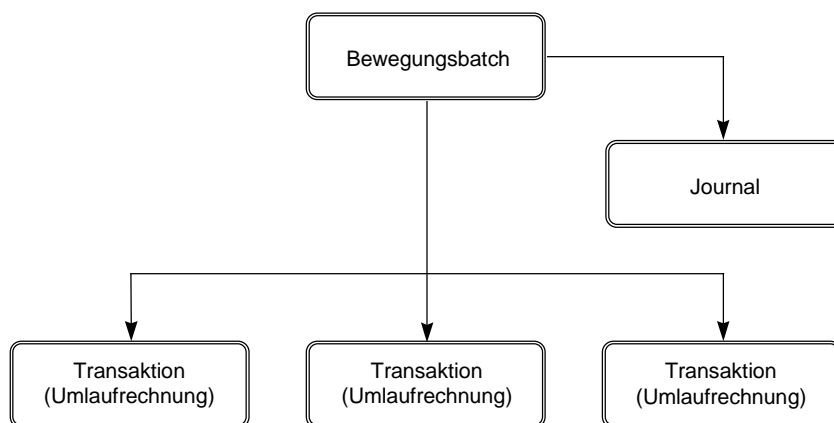 Bewegungsbatch
Journal
Transaktion
(Umlaufrechnung)
Transaktion
(Umlaufrechnung)
Transaktion
(Umlaufrechnung)